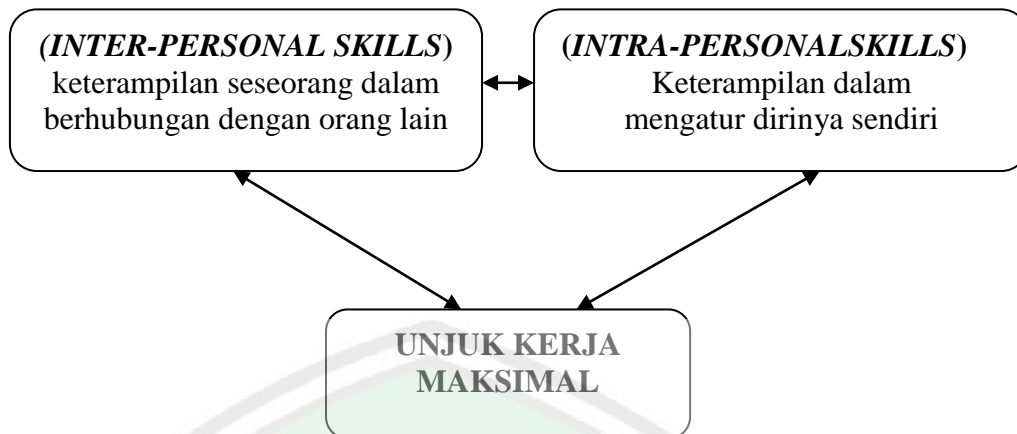 (INTER-PERSONAL SKILLS)
keterampilan seseorang dalam
berhubungan dengan orang lain
(INTRA-PERSONALSKILLS)
Keterampilan dalam
mengatur dirinya sendiri
UNJUK KERJA
MAKSIMAL